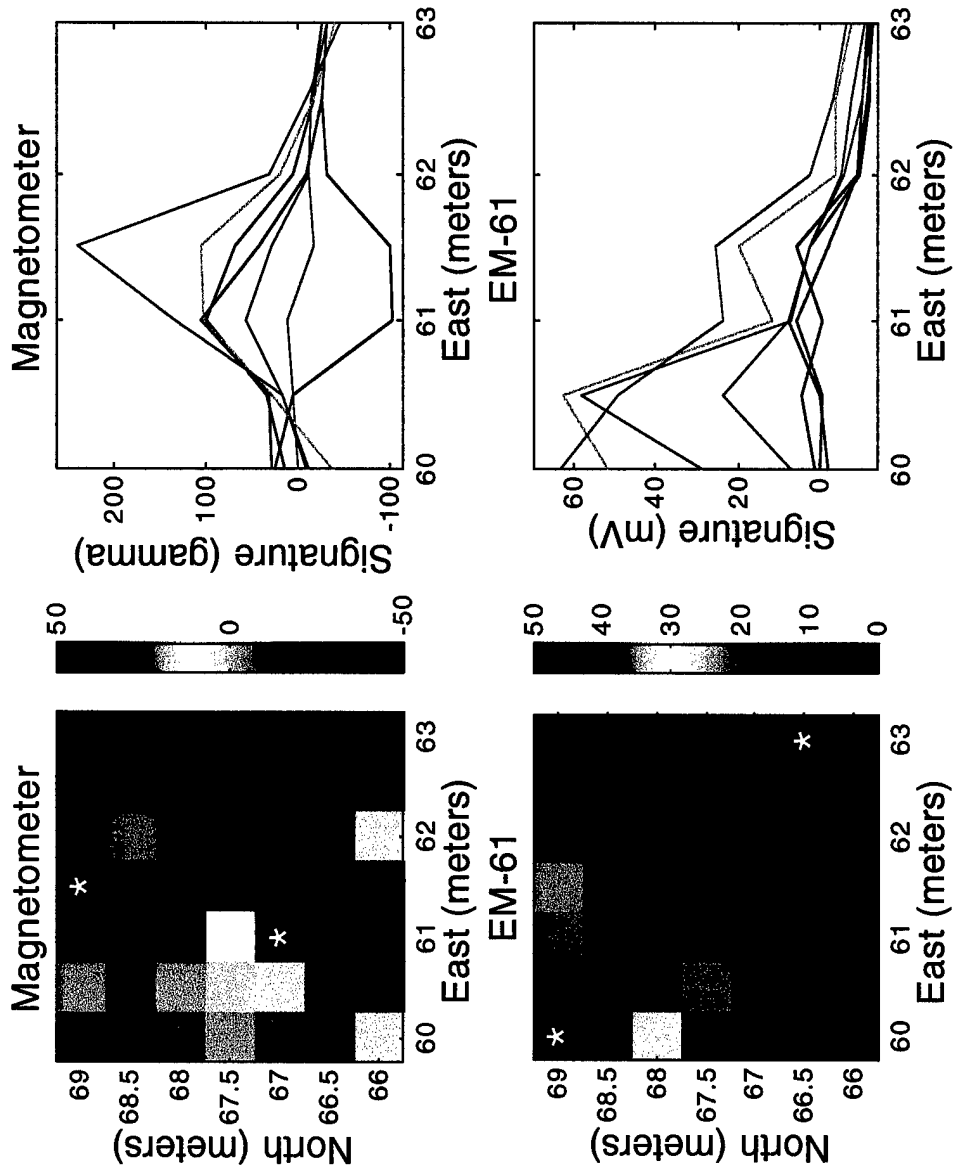 Magnetometer
69
68.5
68
67.5
67
66.5
66
North (meters)
*
*
60 61 62 63
East (meters)
50
0
-50
Magnetometer
200
100
0
-100
Signature (gamma)
60 61 62 63
East (meters)
EM-61
69
68.5
68
67.5
67
66.5
66
North (meters)
*
*
60 61 62 63
East (meters)
50
40
30
20
10
0
EM-61
60
40
20
0
Signature (mV)
60 61 62 63
East (meters)